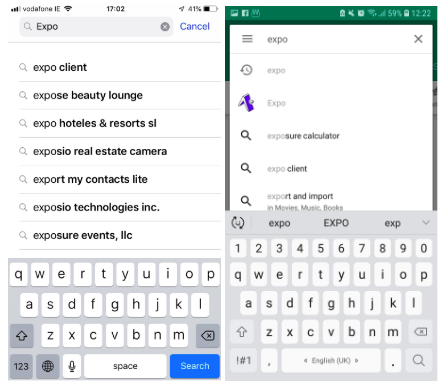 vodafone IE 17:02 41%
Expo Cancel
expo client
expose beauty lounge
expo hoteles & resorts sl
exposio real estate camera
export my contacts lite
exposio technologies inc.
exposure events, llc
q w e r t y u i o p
a s d f g h j k l
z x c v b n m
123 space Search
59% 12:22
expo
expo
Expo
exposure calculator
expo client
export and import
in Movies, Music, Books
expo EXPO exp
1 2 3 4 5 6 7 8 9 0
q w e r t y u i o p
a s d f g h j k l
z x c v b n m
!#1 , English (UK) .